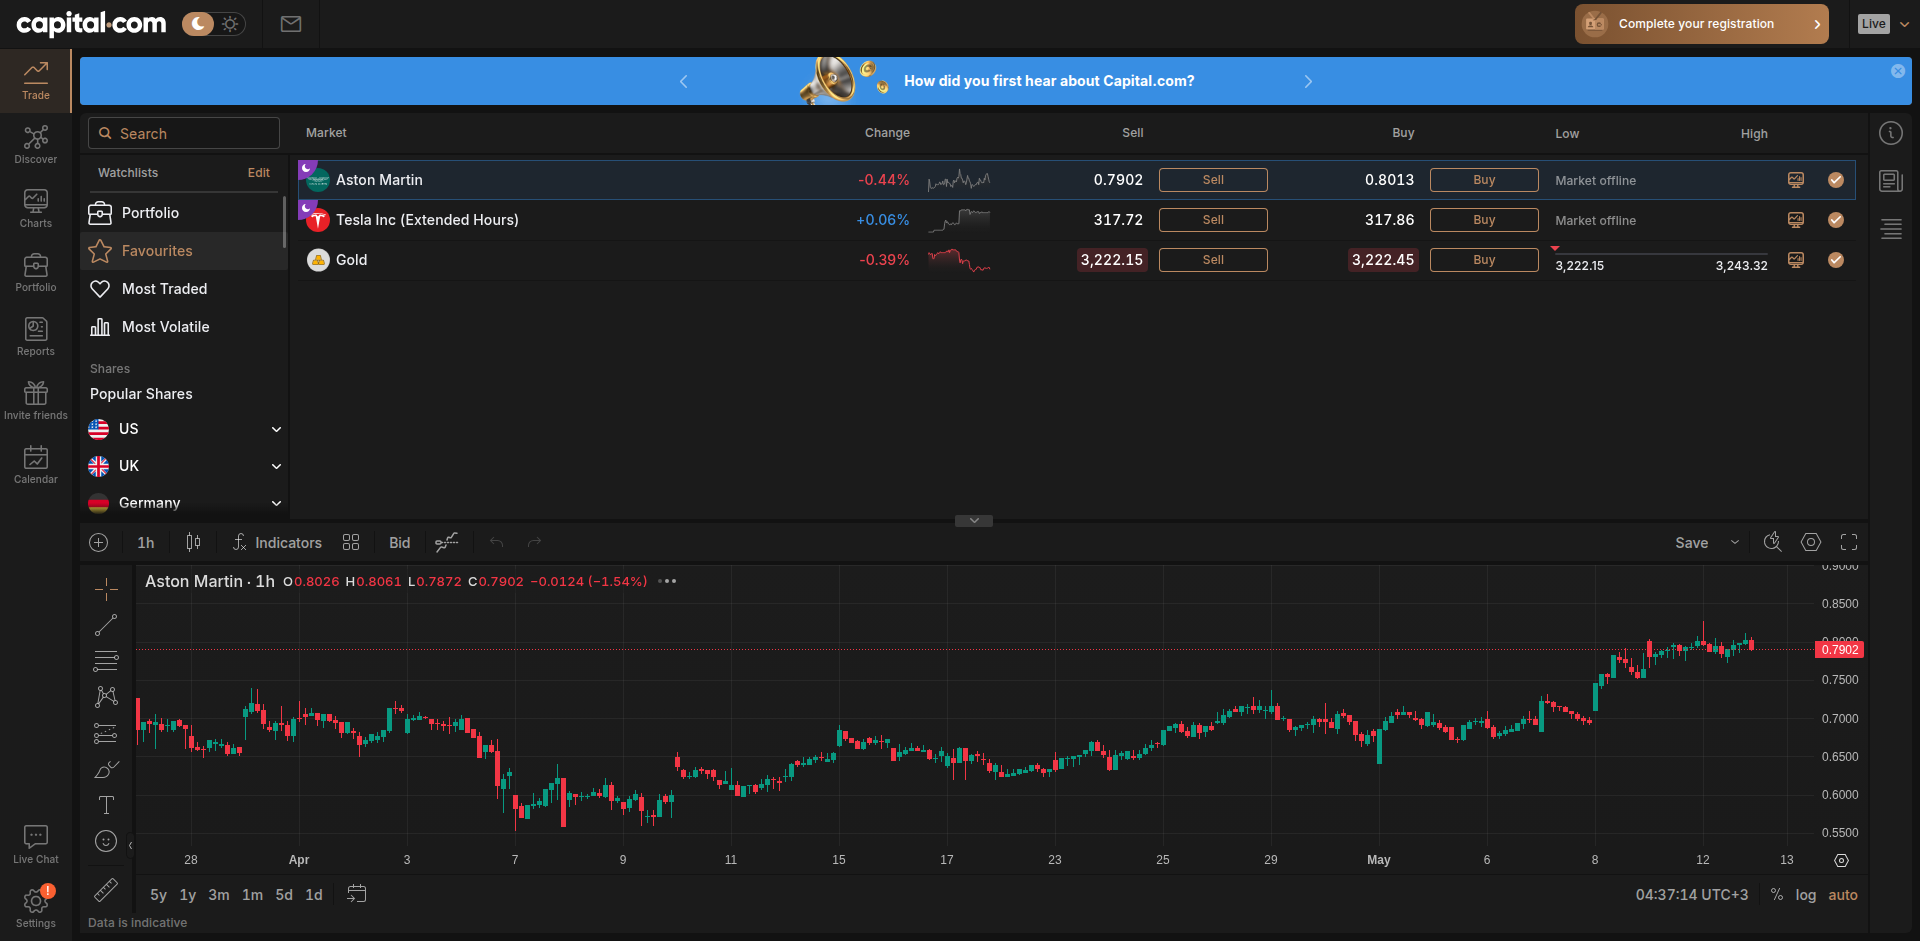 capital.com
Complete your registration
Live
Trade
How did you first hear about Capital.com?
Discover
Charts
Portfolio
Reports
Invite friends
Calendar
Live Chat
!
Settings
Search
Watchlists Edit
Portfolio
Favourites
Most Traded
Most Volatile
Shares
Popular Shares
US
UK
Germany
Market Change Sell Buy Low High
Aston Martin -0.44% 0.7902 Sell 0.8013 Buy Market offline
Tesla Inc (Extended Hours) +0.06% 317.72 Sell 317.86 Buy Market offline
Gold -0.39% 3,222.15 Sell 3,222.45 Buy 3,222.15 3,243.32
1h Indicators Bid Save
Aston Martin · 1h O0.8026 H0.8061 L0.7872 C0.7902 −0.0124 (−1.54%)
0.9000
0.8500
0.8000
0.7902
0.7500
0.7000
0.6500
0.6000
0.5500
28 Apr 3 7 9 11 15 17 23 25 29 May 6 8 12 13
5y 1y 3m 1m 5d 1d 04:37:14 UTC+3 % log auto
Data is indicative